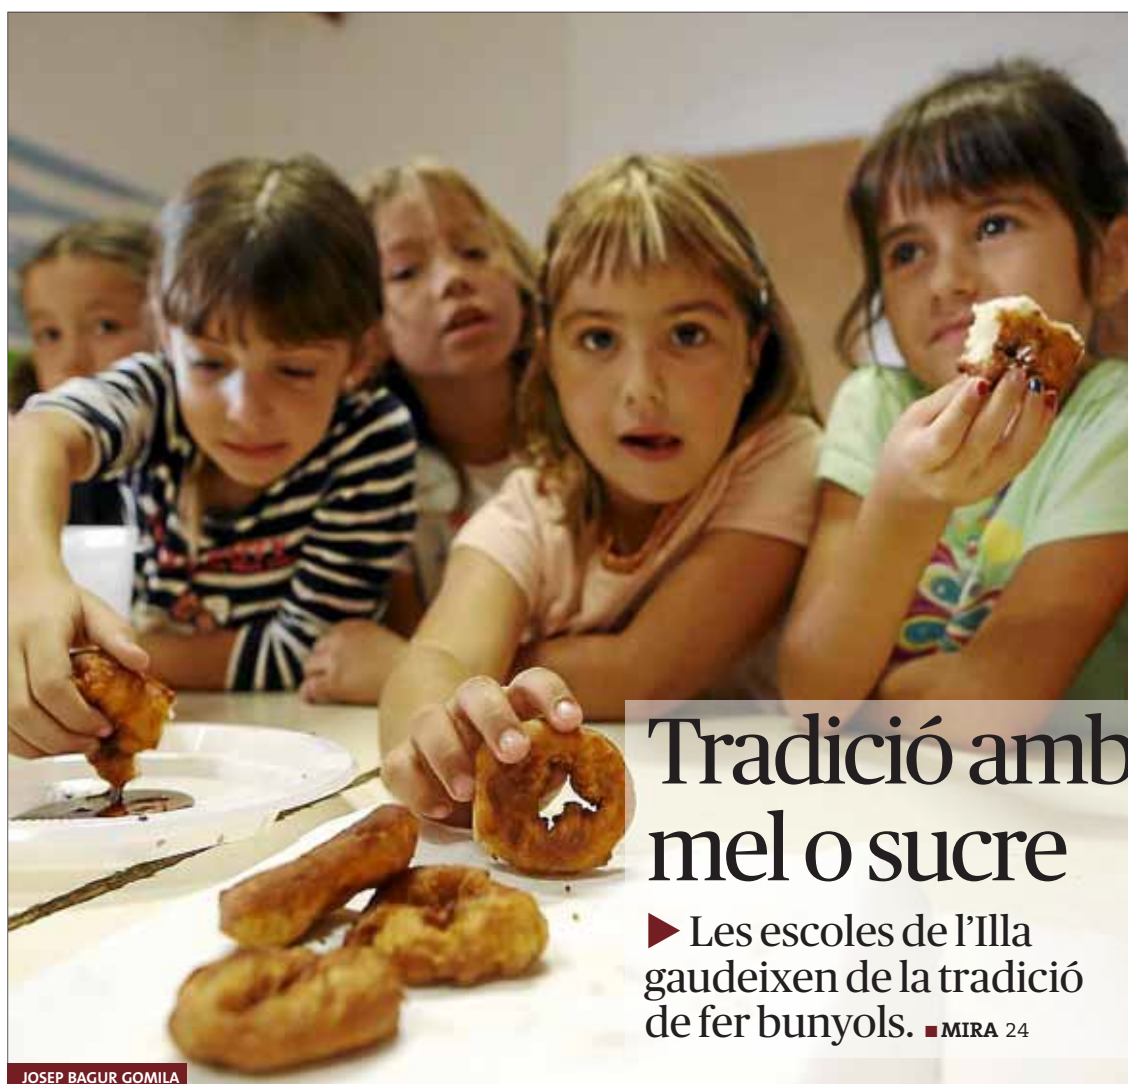 Tradició amb
mel o sucre
▶ Les escoles de l'Illa
gaudeixen de la tradició
de fer bunyols. ■ MIRA 24
JOSEP BAGUR GOMILA